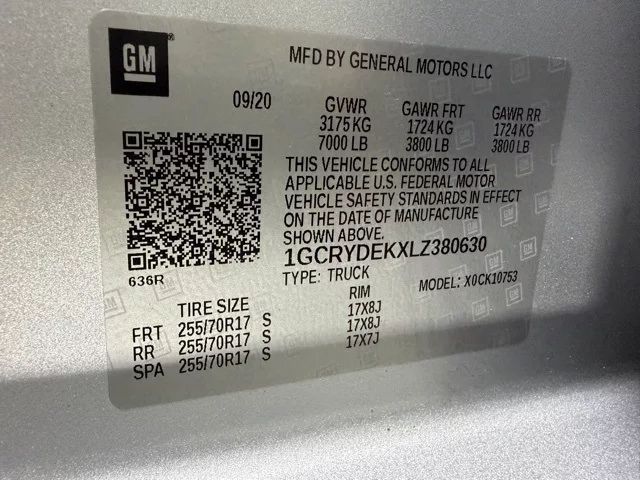 GM
MFD BY GENERAL MOTORS LLC
09/20
GVWR GAWR FRT GAWR RR
3175 KG 1724 KG 1724 KG
7000 LB 3800 LB 3800 LB
THIS VEHICLE CONFORMS TO ALL
APPLICABLE U.S. FEDERAL MOTOR
VEHICLE SAFETY STANDARDS IN EFFECT
ON THE DATE OF MANUFACTURE
SHOWN ABOVE.
1GCRYDEKXLZ380630
636R
TYPE: TRUCK MODEL: X0CK10753
TIRE SIZE RIM
FRT 255/70R17 S 17X8J
RR 255/70R17 S 17X8J
SPA 255/70R17 S 17X7J